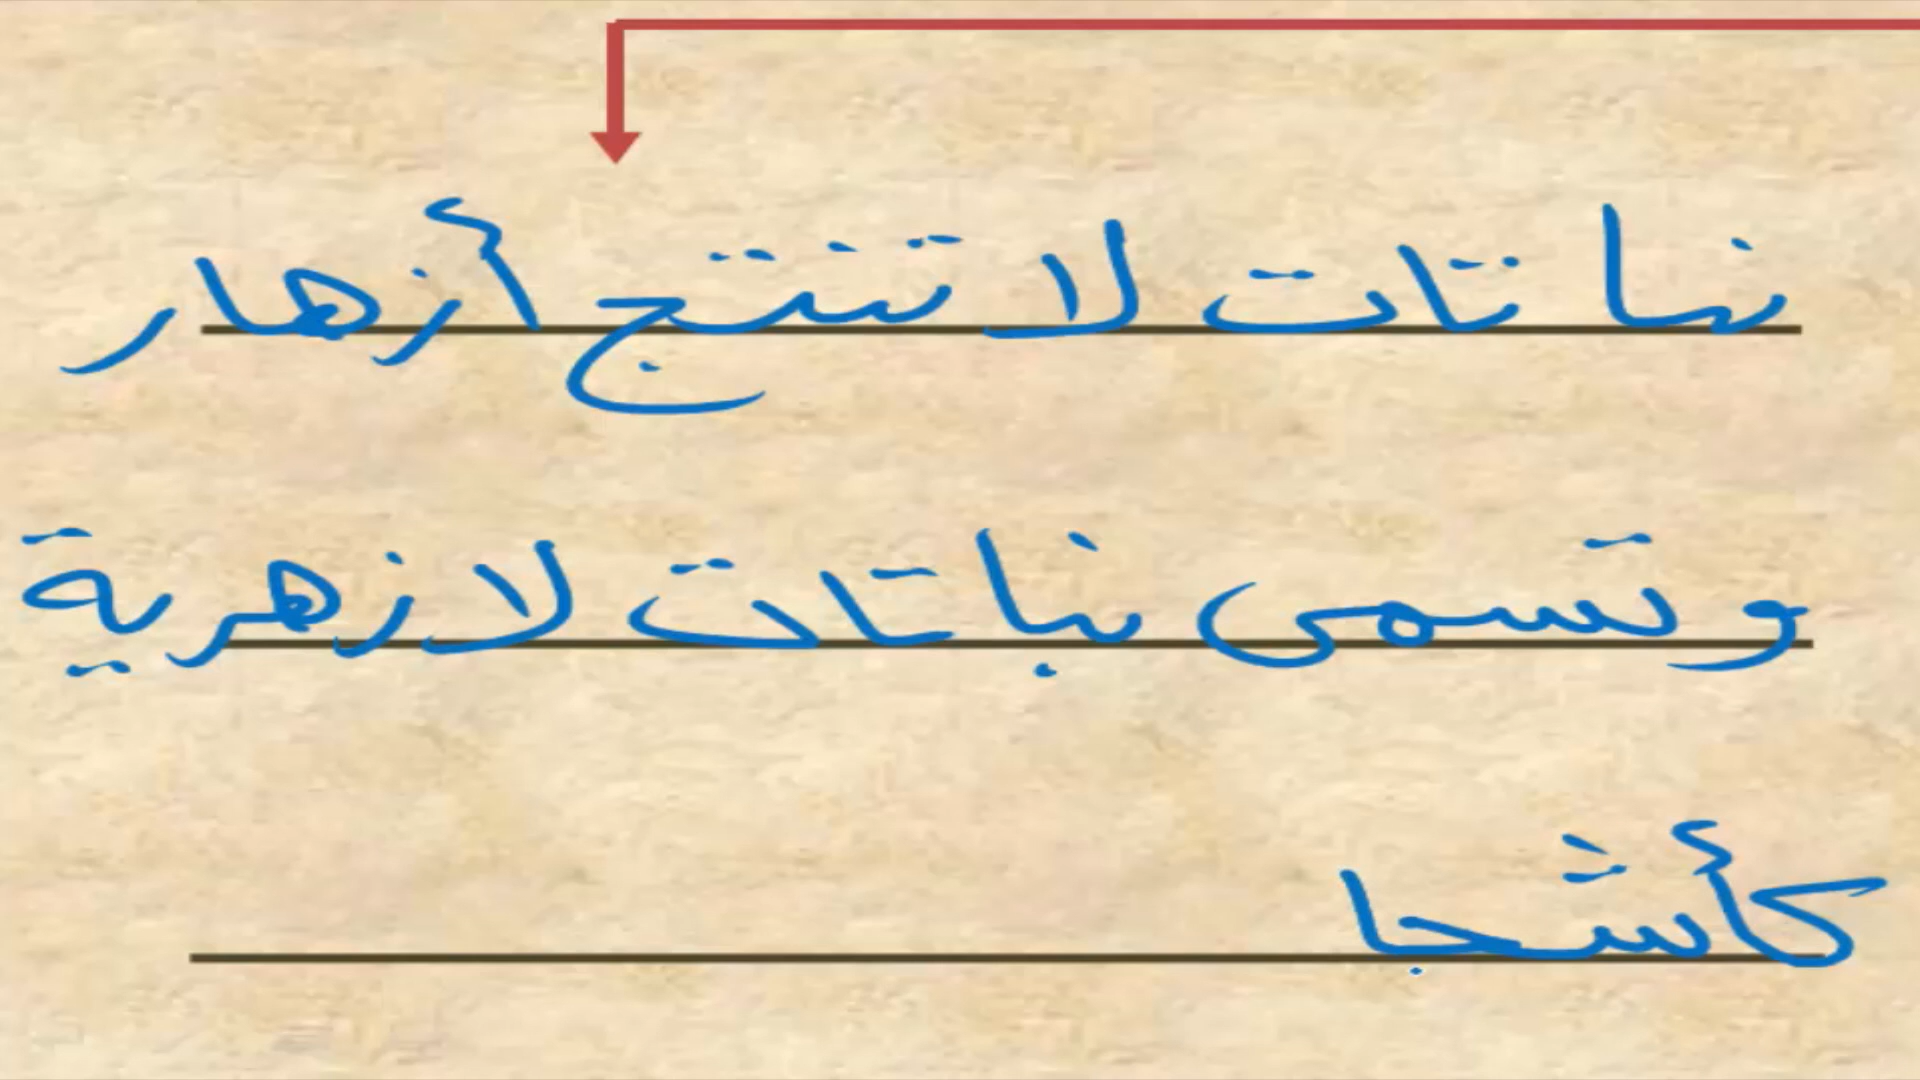 نباتات لا تنتج أزهار
وتسمى نباتات لازهرية
كأشجا